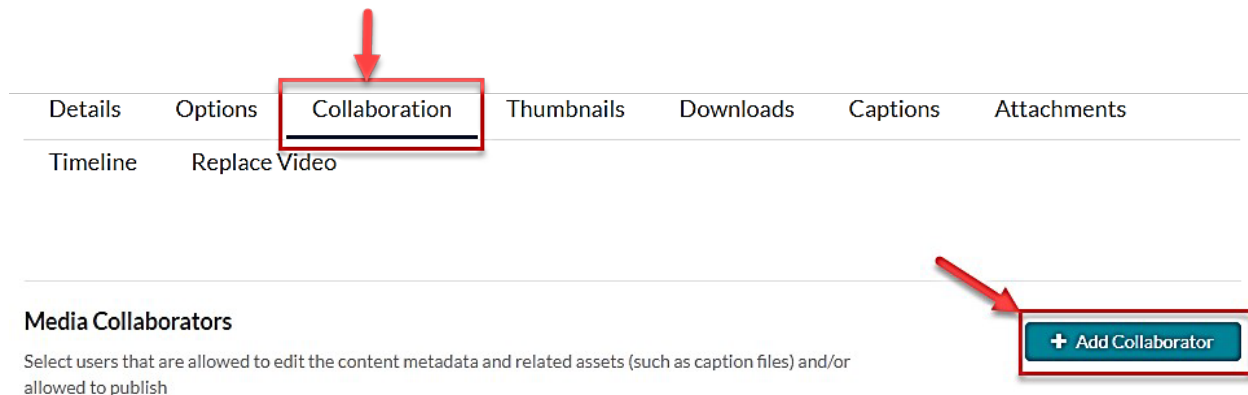 Details Options Collaboration Thumbnails Downloads Captions Attachments
Timeline Replace Video
Media Collaborators
+ Add Collaborator
Select users that are allowed to edit the content metadata and related assets (such as caption files) and/or
allowed to publish